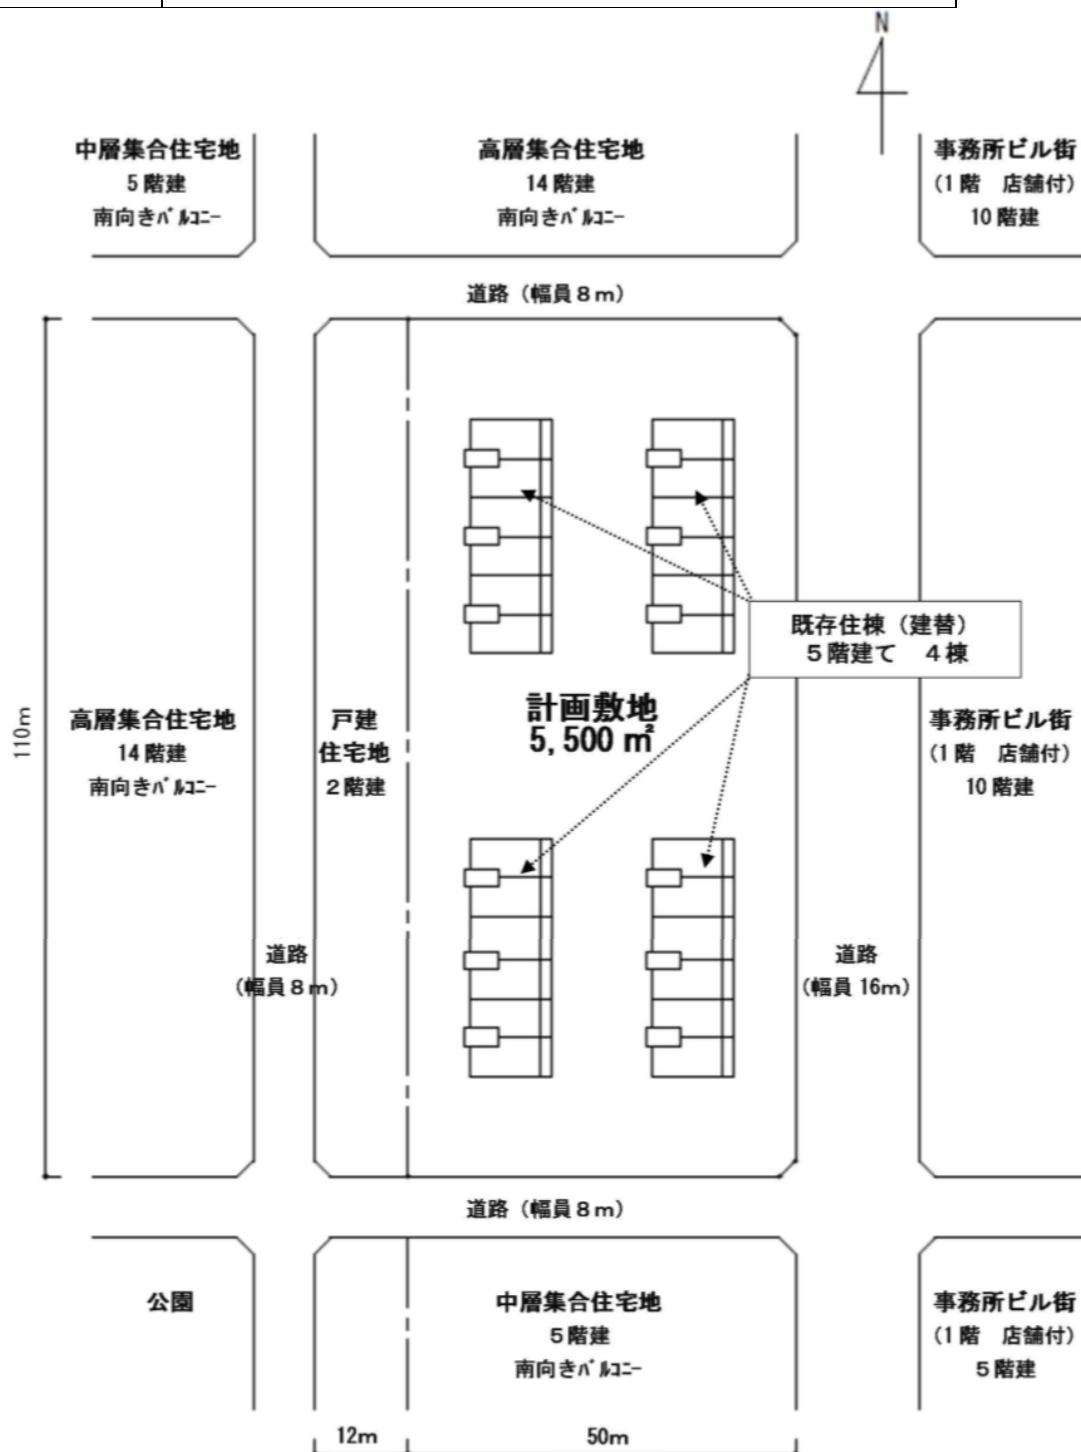 N
中層集合住宅地
5階建
南向きバルコニー
高層集合住宅地
14階建
南向きバルコニー
事務所ビル街
(1階 店舗付)
10階建
道路（幅員８ｍ）
既存住棟（建替）
５階建て ４棟
計画敷地
5,500 ㎡
110m
高層集合住宅地
14階建
南向きバルコニー
戸建
住宅地
２階建
事務所ビル街
(1階 店舗付)
10階建
道路
(幅員８ｍ)
道路
(幅員 16m)
道路（幅員８ｍ）
公園
中層集合住宅地
５階建
南向きバルコニー
事務所ビル街
(1階 店舗付)
５階建
12m
50m